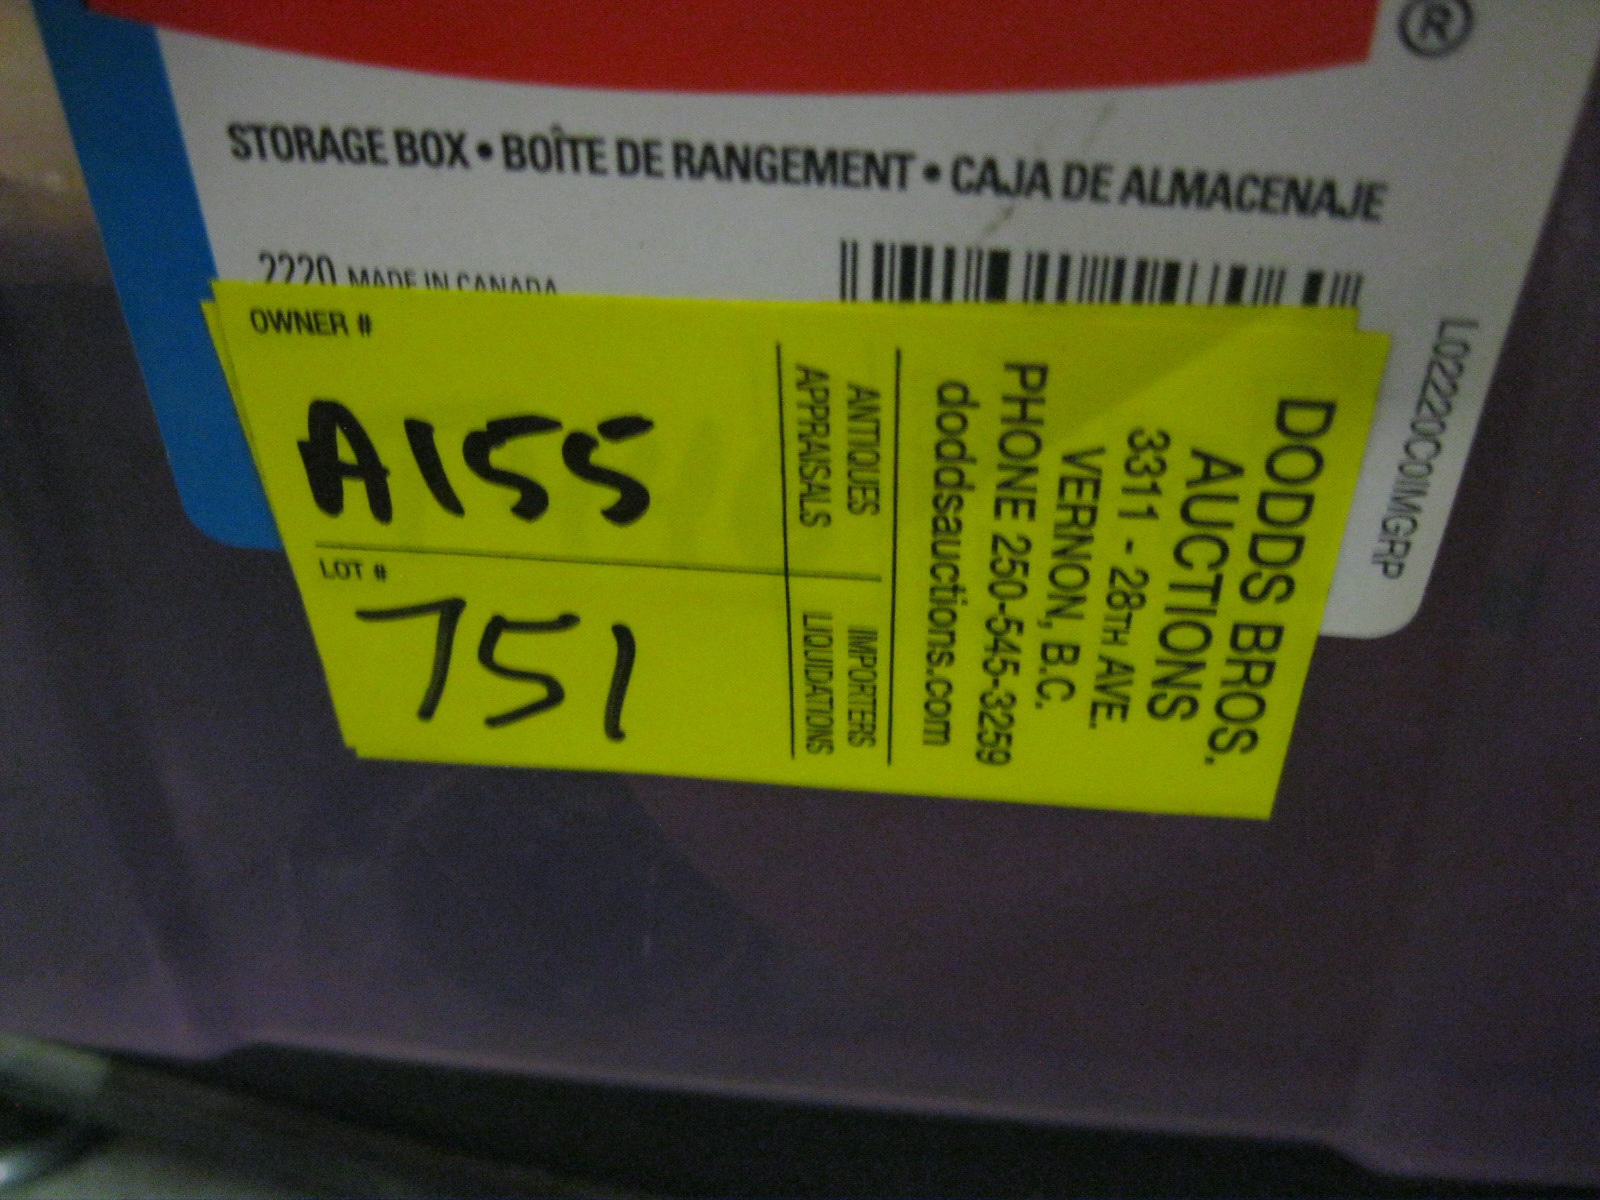 ®
STORAGE BOX • BOÎTE DE RANGEMENT • CAJA DE ALMACENAJE
2220 MADE IN CANADA
L02220C0IMGRP
OWNER #
A155
LOT #
751
ANTIQUES
APPRAISALS
IMPORTERS
LIQUIDATIONS
DODDS BROS.
AUCTIONS
3311 - 28TH AVE.
VERNON, B.C.
PHONE 250-545-3259
doddsauctions.com